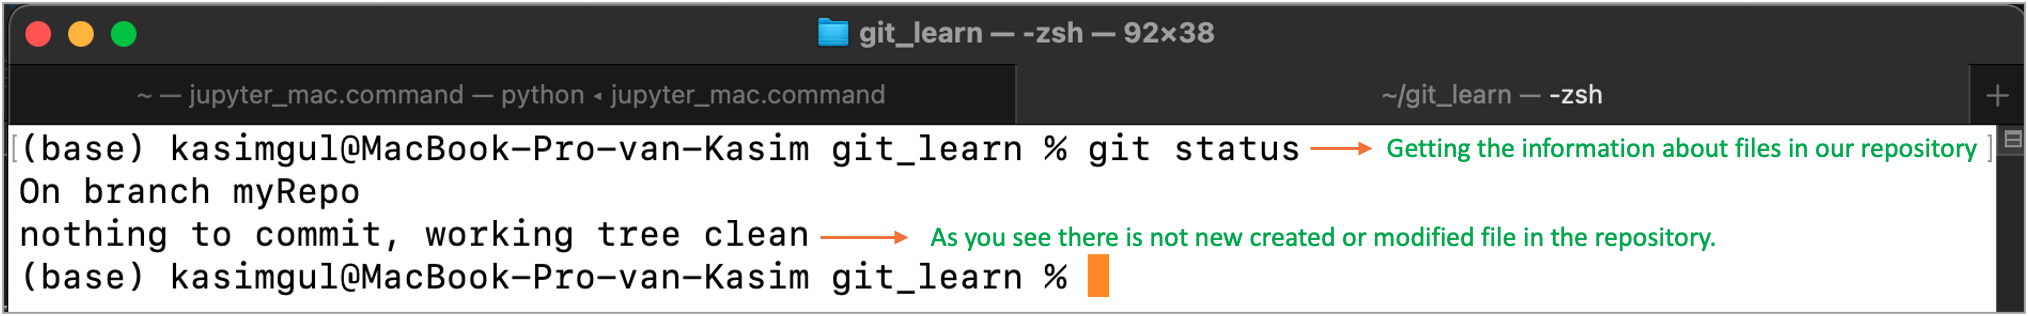 git_learn — -zsh — 92×38
~ — jupyter_mac.command — python ◂ jupyter_mac.command
~/git_learn — -zsh
(base) kasimgul@MacBook-Pro-van-Kasim git_learn % git status
Getting the information about files in our repository
On branch myRepo
nothing to commit, working tree clean
As you see there is not new created or modified file in the repository.
(base) kasimgul@MacBook-Pro-van-Kasim git_learn %